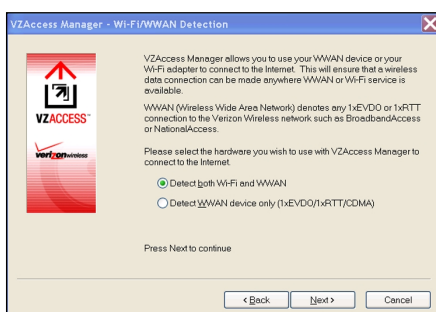 VZAccess Manager - Wi-Fi/WWAN Detection
VZAccess Manager allows you to use your WWAN device or your
Wi-Fi adapter to connect to the Internet. This will ensure that a wireless
data connection can be made anywhere WWAN or Wi-Fi service is
available.
WWAN (Wireless Wide Area Network) denotes any 1xEVDO or 1xRTT
connection to the Verizon Wireless network such as BroadbandAccess
or NationalAccess.
Please select the hardware you wish to use with VZAccess Manager to
connect to the Internet.
Detect both Wi-Fi and WWAN
Detect WWAN device only (1xEVDO/1xRTT/CDMA)
Press Next to continue
VZACCESS℠
verizonwireless
< Back
Next >
Cancel